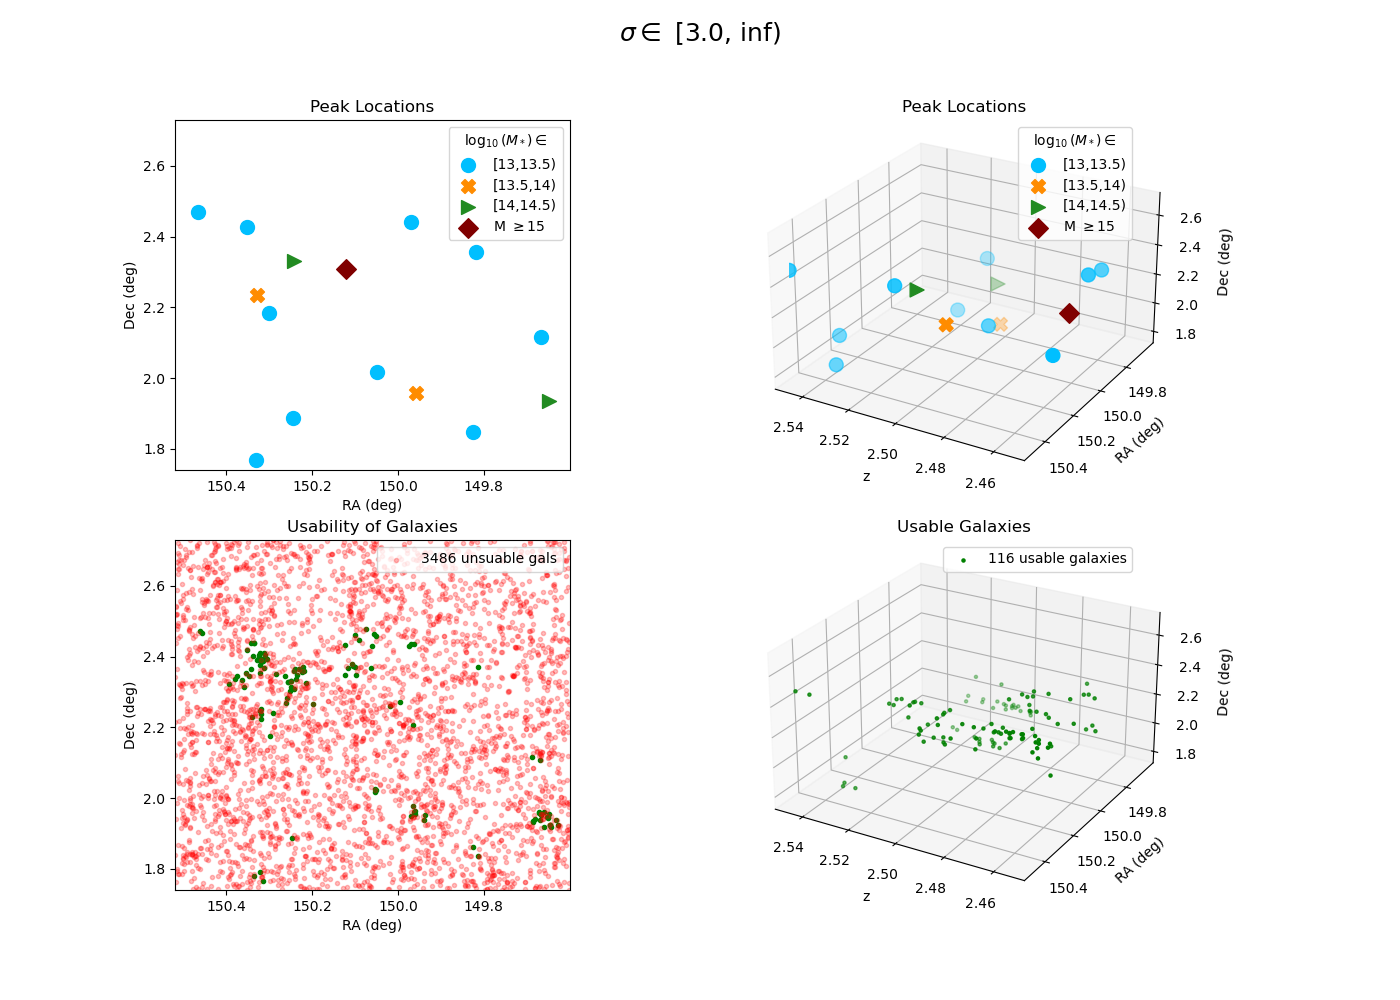 σ ∈ [3.0, inf)
Peak Locations
log₁₀(M*) ∈
[13,13.5)
[13.5,14)
[14,14.5)
M ≥15
2.6
2.4
2.2
2.0
1.8
Dec (deg)
150.4 150.2 150.0 149.8
RA (deg)
Peak Locations
log₁₀(M*) ∈
[13,13.5)
[13.5,14)
[14,14.5)
M ≥15
2.6
2.4
2.2
2.0
1.8
Dec (deg)
149.8
150.0
150.2
150.4
RA (deg)
2.54
2.52
2.50
2.48
2.46
z
Usability of Galaxies
3486 unsuable gals
2.6
2.4
2.2
2.0
1.8
Dec (deg)
150.4 150.2 150.0 149.8
RA (deg)
Usable Galaxies
116 usable galaxies
2.6
2.4
2.2
2.0
1.8
Dec (deg)
149.8
150.0
150.2
150.4
RA (deg)
2.54
2.52
2.50
2.48
2.46
z